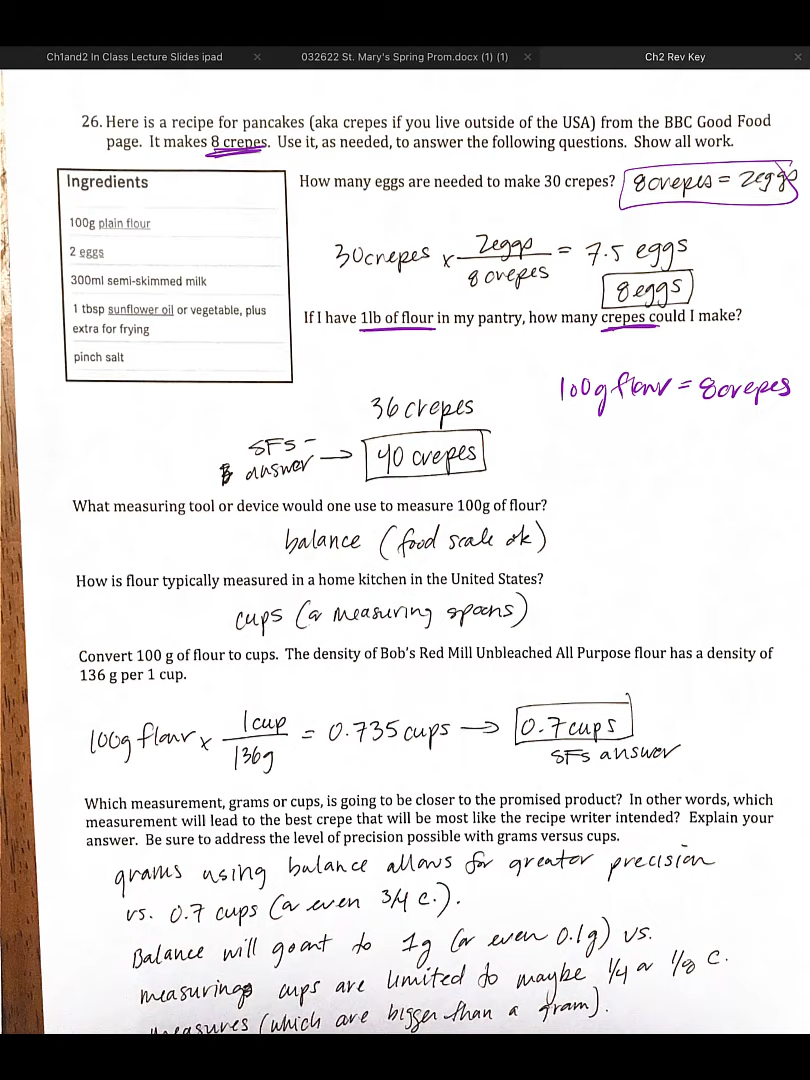 Ch1and2 In Class Lecture Slides ipad
032622 St. Mary's Spring Prom.docx (1) (1)
Ch2 Rev Key
26. Here is a recipe for pancakes (aka crepes if you live outside of the USA) from the BBC Good Food
page. It makes 8 crepes. Use it, as needed, to answer the following questions. Show all work.
Ingredients
100g plain flour
2 eggs
300ml semi-skimmed milk
1 tbsp sunflower oil or vegetable, plus
extra for frying
pinch salt
How many eggs are needed to make 30 crepes?
8 crepes = 2 eggs
30 crepes x 2 eggs / 8 crepes = 7.5 eggs
8 eggs
If I have 1lb of flour in my pantry, how many crepes could I make?
100g flour = 8 crepes
36 crepes
SFs -
answer → 40 crepes
What measuring tool or device would one use to measure 100g of flour?
balance (food scale ok)
How is flour typically measured in a home kitchen in the United States?
cups (or measuring spoons)
Convert 100 g of flour to cups. The density of Bob's Red Mill Unbleached All Purpose flour has a density of
136 g per 1 cup.
100g flour x 1 cup / 136g = 0.735 cups → 0.7 cups
SFs answer
Which measurement, grams or cups, is going to be closer to the promised product? In other words, which
measurement will lead to the best crepe that will be most like the recipe writer intended? Explain your
answer. Be sure to address the level of precision possible with grams versus cups.
grams using balance allows for greater precision
vs. 0.7 cups (or even 3/4 c.).
Balance will go out to 1g (or even 0.1g) vs.
measuring cups are limited to maybe 1/4 or 1/8 c.
measures (which are bigger than a gram).